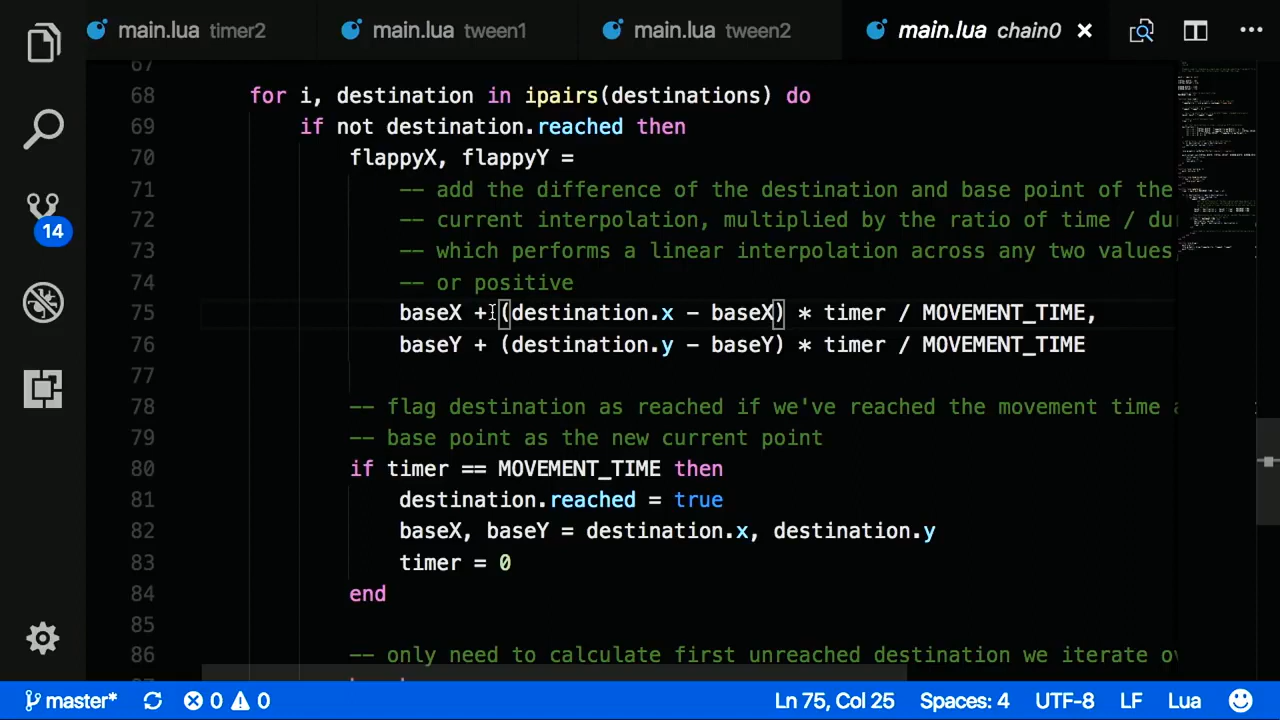 main.lua timer2 main.lua tween1 main.lua tween2 main.lua chain0
67
68 for i, destination in ipairs(destinations) do
69 if not destination.reached then
70 flappyX, flappyY =
71 -- add the difference of the destination and base point of the
72 -- current interpolation, multiplied by the ratio of time / du
73 -- which performs a linear interpolation across any two values
74 -- or positive
75 baseX + (destination.x - baseX) * timer / MOVEMENT_TIME,
76 baseY + (destination.y - baseY) * timer / MOVEMENT_TIME
77
78 -- flag destination as reached if we've reached the movement time a
79 -- base point as the new current point
80 if timer == MOVEMENT_TIME then
81 destination.reached = true
82 baseX, baseY = destination.x, destination.y
83 timer = 0
84 end
85
86 -- only need to calculate first unreached destination we iterate ov
14
master* 0 0 Ln 75, Col 25 Spaces: 4 UTF-8 LF Lua